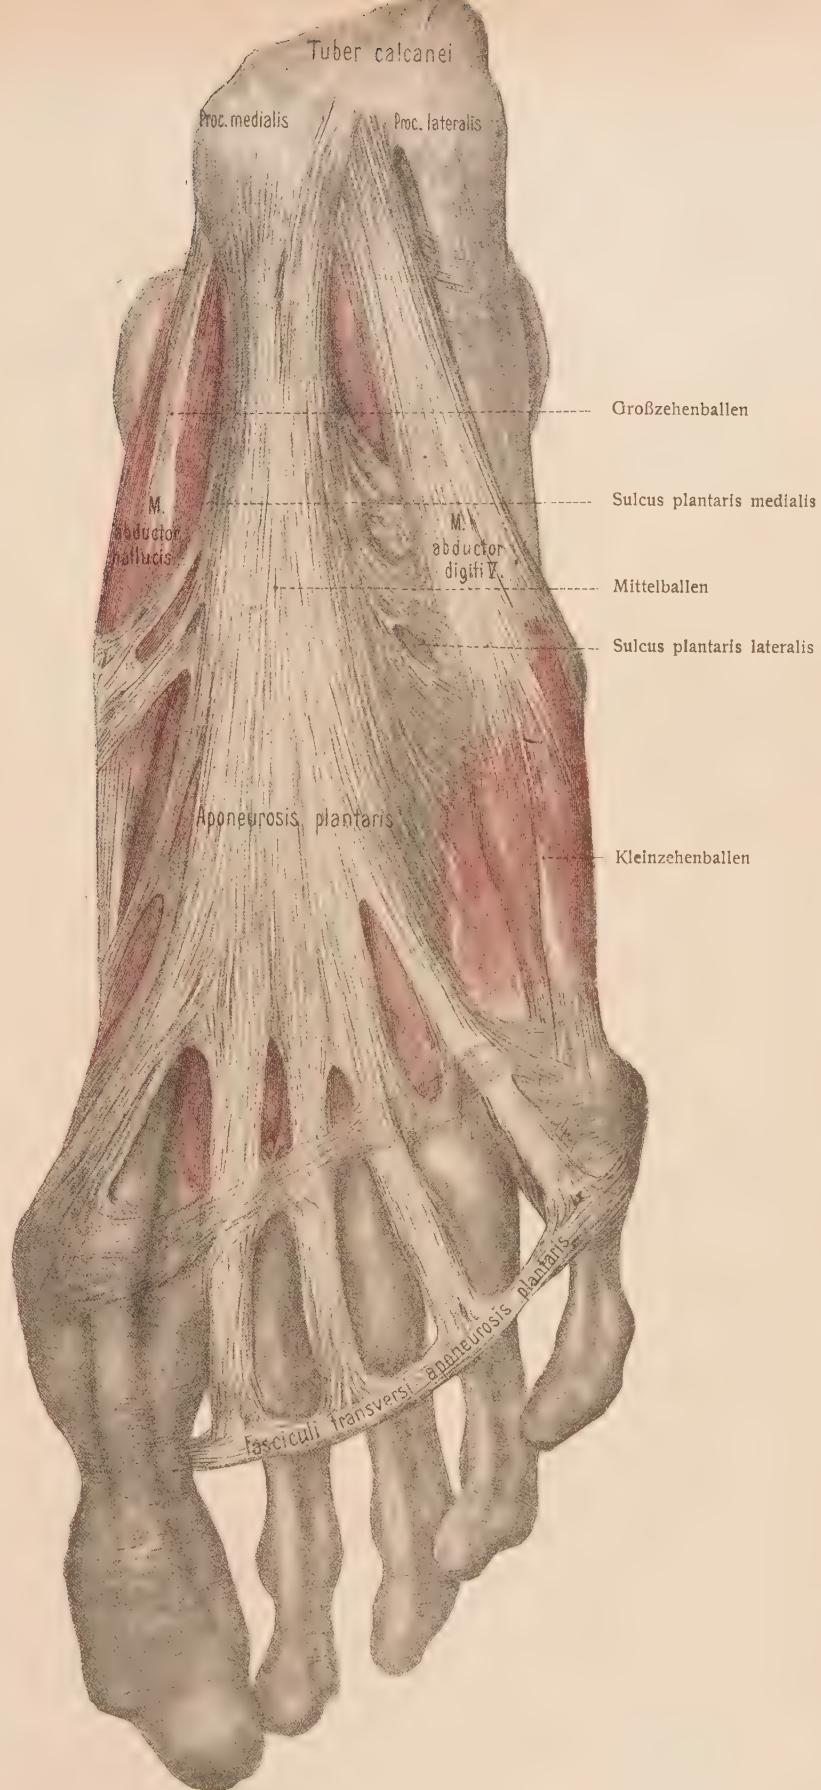 Tuber calcanei
Proc. medialis
Proc. lateralis
Großzehenballen
Sulcus plantaris medialis
M.
abductor
hallucis.
M.
abductor
digiti V.
Mittelballen
Sulcus plantaris lateralis
Aponeurosis plantaris
Kleinzehenballen
Fasciculi transversi aponeurosis plantaris